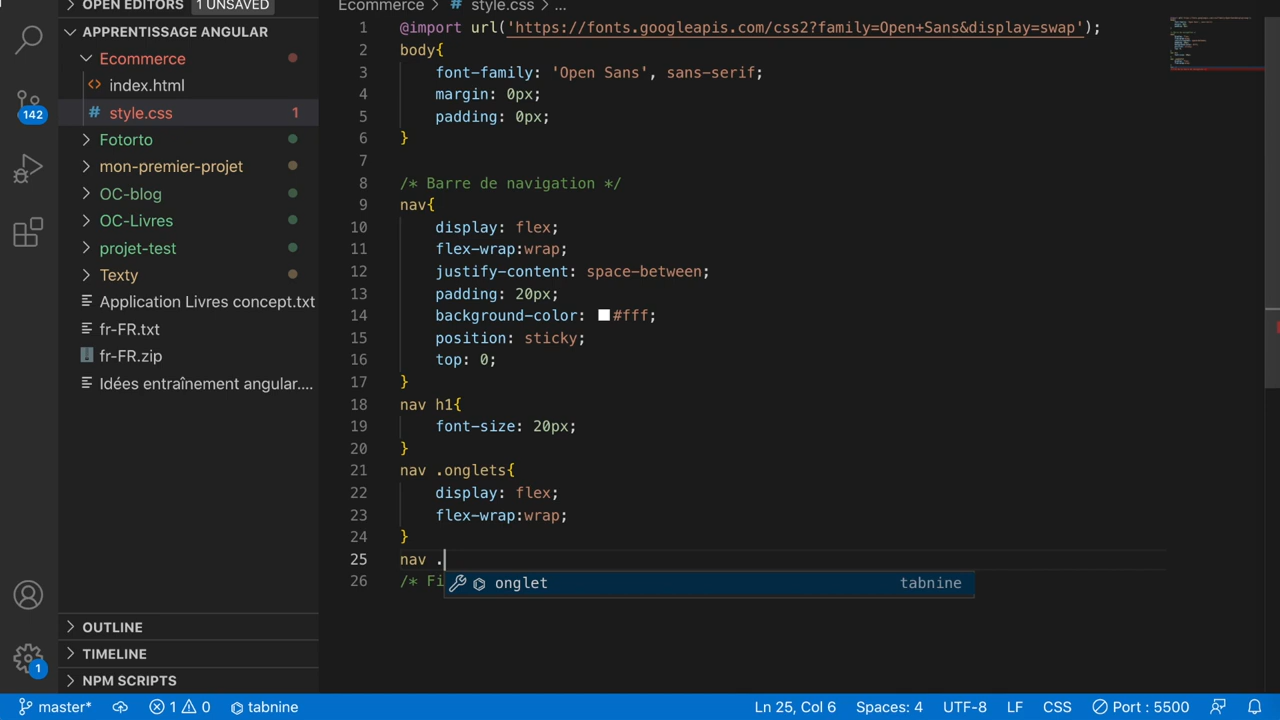 OPEN EDITORS 1 UNSAVED
APPRENTISSAGE ANGULAR
Ecommerce
index.html
style.css 1
Fotorto
mon-premier-projet
OC-blog
OC-Livres
projet-test
Texty
Application Livres concept.txt
fr-FR.txt
fr-FR.zip
Idées entraînement angular....
OUTLINE
TIMELINE
NPM SCRIPTS
142
1
Ecommerce > # style.css > ...
1 @import url('https://fonts.googleapis.com/css2?family=Open+Sans&display=swap');
2 body{
3 font-family: 'Open Sans', sans-serif;
4 margin: 0px;
5 padding: 0px;
6 }
7
8 /* Barre de navigation */
9 nav{
10 display: flex;
11 flex-wrap:wrap;
12 justify-content: space-between;
13 padding: 20px;
14 background-color: #fff;
15 position: sticky;
16 top: 0;
17 }
18 nav h1{
19 font-size: 20px;
20 }
21 nav .onglets{
22 display: flex;
23 flex-wrap:wrap;
24 }
25 nav .
onglet tabnine
26 /* Fi
master* 1 0 tabnine Ln 25, Col 6 Spaces: 4 UTF-8 LF CSS Port : 5500